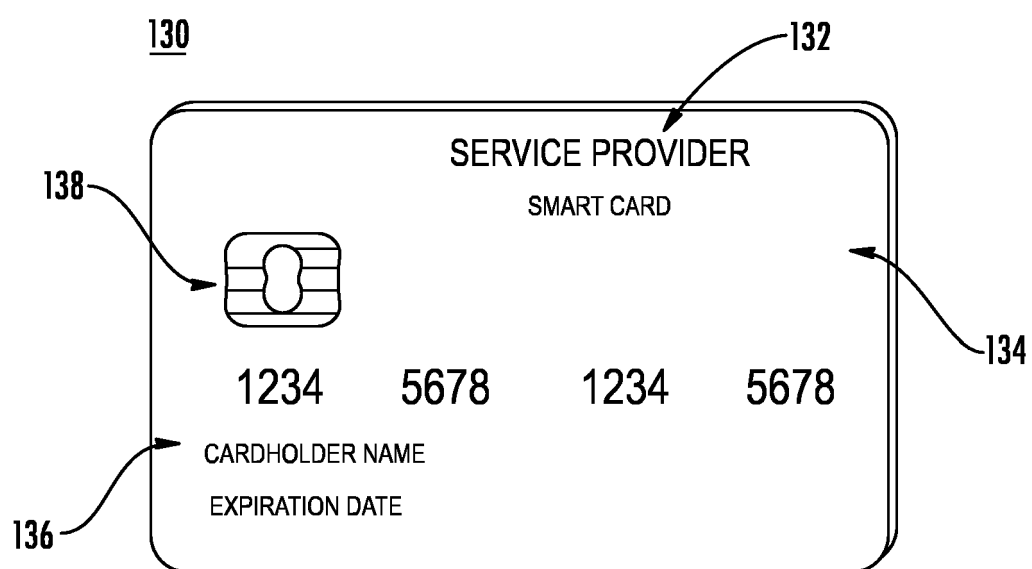 130
132
SERVICE PROVIDER
SMART CARD
138
134
1234 5678 1234 5678
CARDHOLDER NAME
EXPIRATION DATE
136